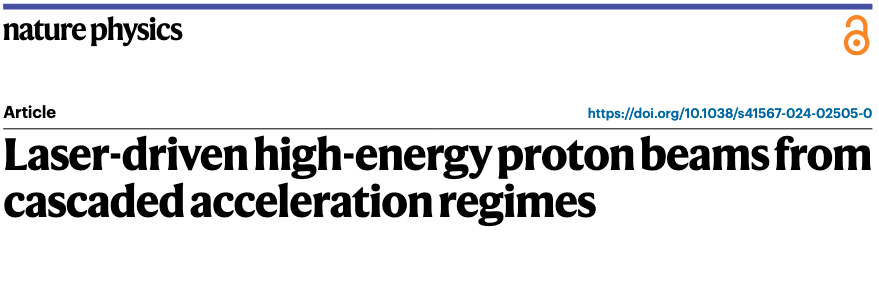 nature physics
Article
https://doi.org/10.1038/s41567-024-02505-0
Laser-driven high-energy proton beams from
cascaded acceleration regimes